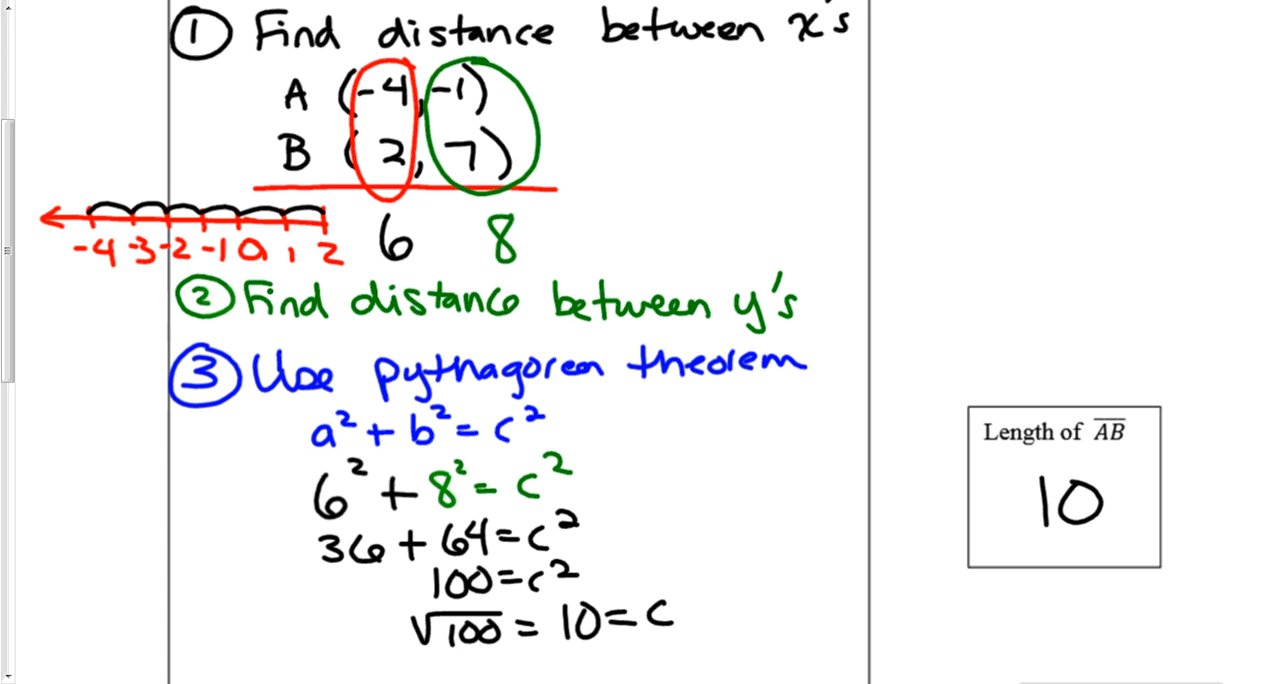 ① Find distance between x's
A (-4, -1)
B (2, 7)
-4 -3 -2 -1 0 1 2
6 8
② Find distance between y's
③ Use pythagoren theorem
a² + b² = c²
6² + 8² = c²
36 + 64 = c²
100 = c²
√100 = 10 = c
Length of AB
10